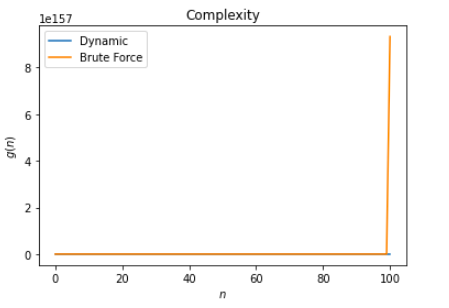 Complexity
1e157
Dynamic
Brute Force
8
6
4
2
0
g(n)
0 20 40 60 80 100
n